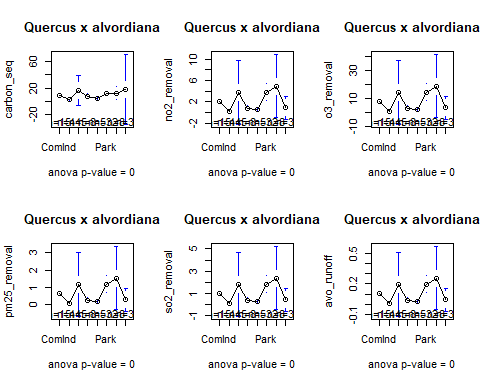 Quercus x alvordiana
carbon_seq
-20
20
60
ComInd
Park
anova p-value = 0
Quercus x alvordiana
no2_removal
-2
2
6
10
ComInd
Park
anova p-value = 0
Quercus x alvordiana
o3_removal
-10
10
30
ComInd
Park
anova p-value = 0
Quercus x alvordiana
pm25_removal
0
1
2
3
ComInd
Park
anova p-value = 0
Quercus x alvordiana
so2_removal
-1
1
3
5
ComInd
Park
anova p-value = 0
Quercus x alvordiana
avo_runoff
-0.1
0.2
0.5
ComInd
Park
anova p-value = 0